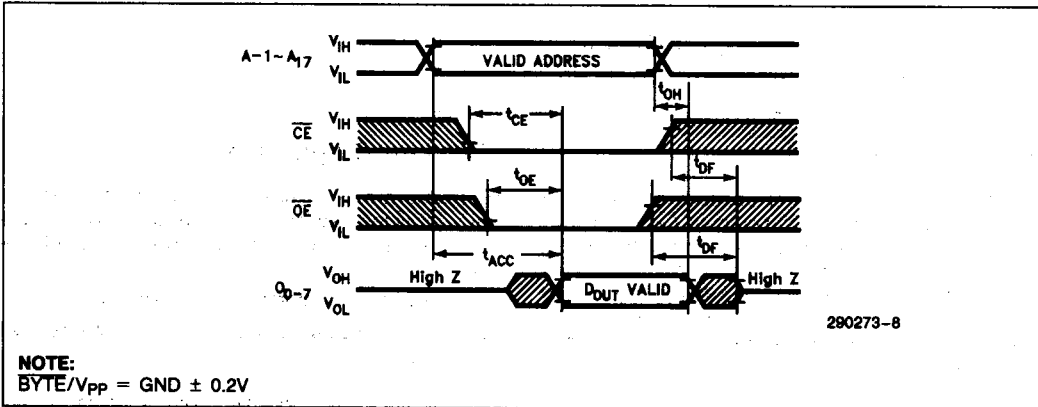 A-1~A17 VIH VIL VALID ADDRESS
tOH
CE VIH VIL tCE
tDF
OE VIH VIL tOE
tACC tDF
O0-7 VOH VOL High Z DOUT VALID High Z
290273-8
NOTE:
BYTE/VPP = GND ± 0.2V